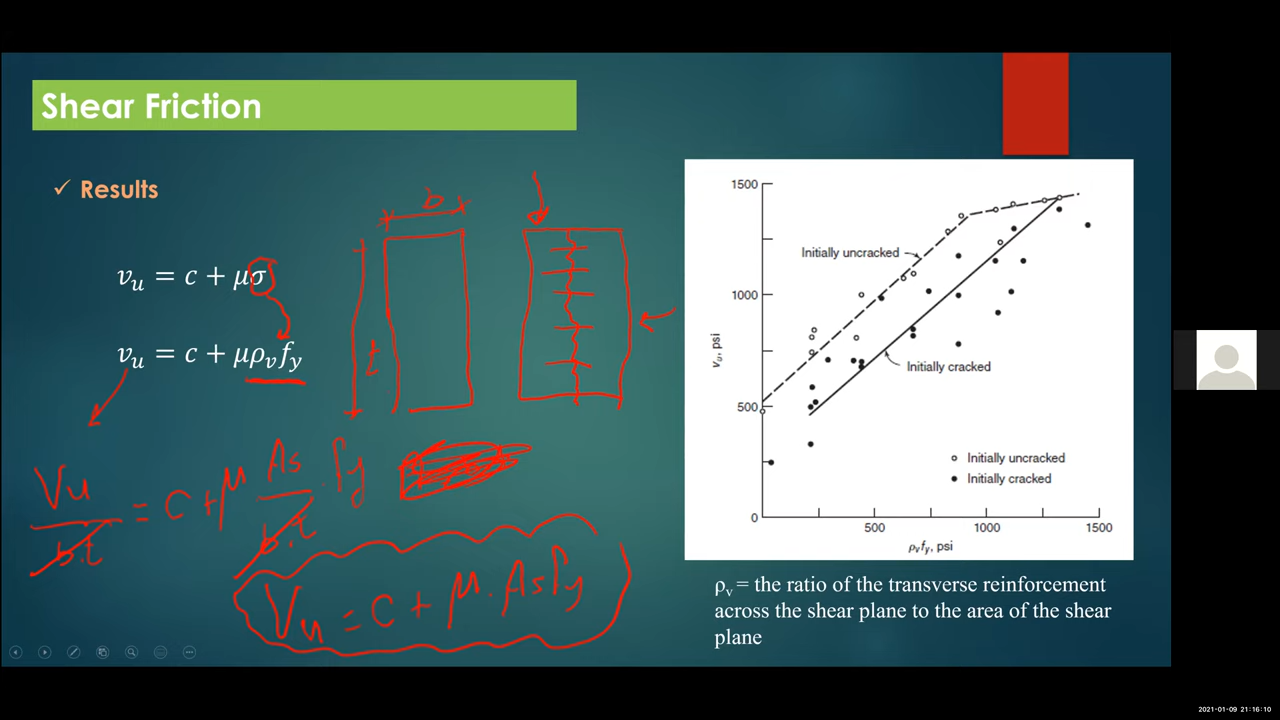 Shear Friction
✓ Results
b
v_u = c + μσ
v_u = c + μρ_v f_y
t
Vu/b.t = C + μ As/b.t . fy
Vu = C + μ. As fy
1500
1000
500
0
v_u, psi
Initially uncracked
Initially cracked
○ Initially uncracked
● Initially cracked
500 1000 1500
ρ_v f_y, psi
ρ_v = the ratio of the transverse reinforcement
across the shear plane to the area of the shear
plane
2021-01-09 21:16:10